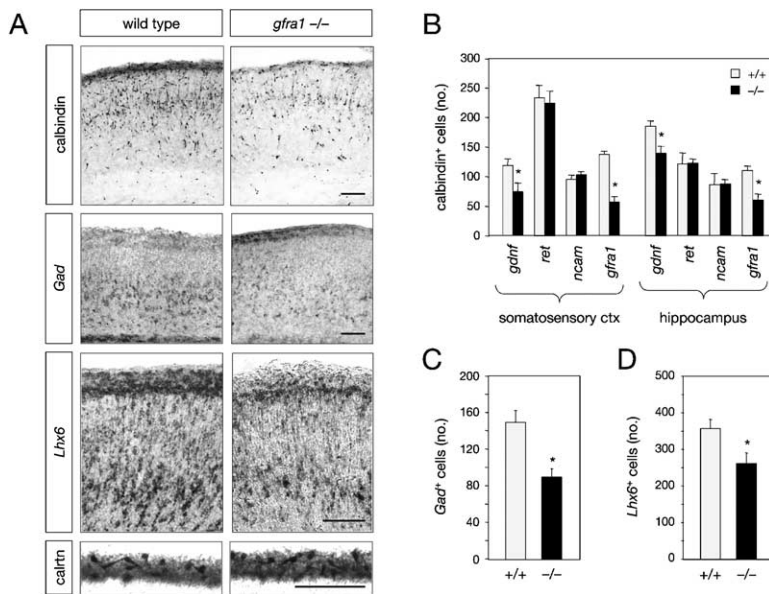 A
wild type
gfra1 –/–
calbindin
Gad
Lhx6
calrtn
B
calbindin+ cells (no.)
300
250
200
150
100
50
0
+/+
–/–
* * * *
gdnf ret ncam gfra1 gdnf ret ncam gfra1
somatosensory ctx hippocampus
C
Gad+ cells (no.)
200
160
120
80
40
0
*
+/+ –/–
D
Lhx6+ cells (no.)
500
400
300
200
100
0
*
+/+ –/–